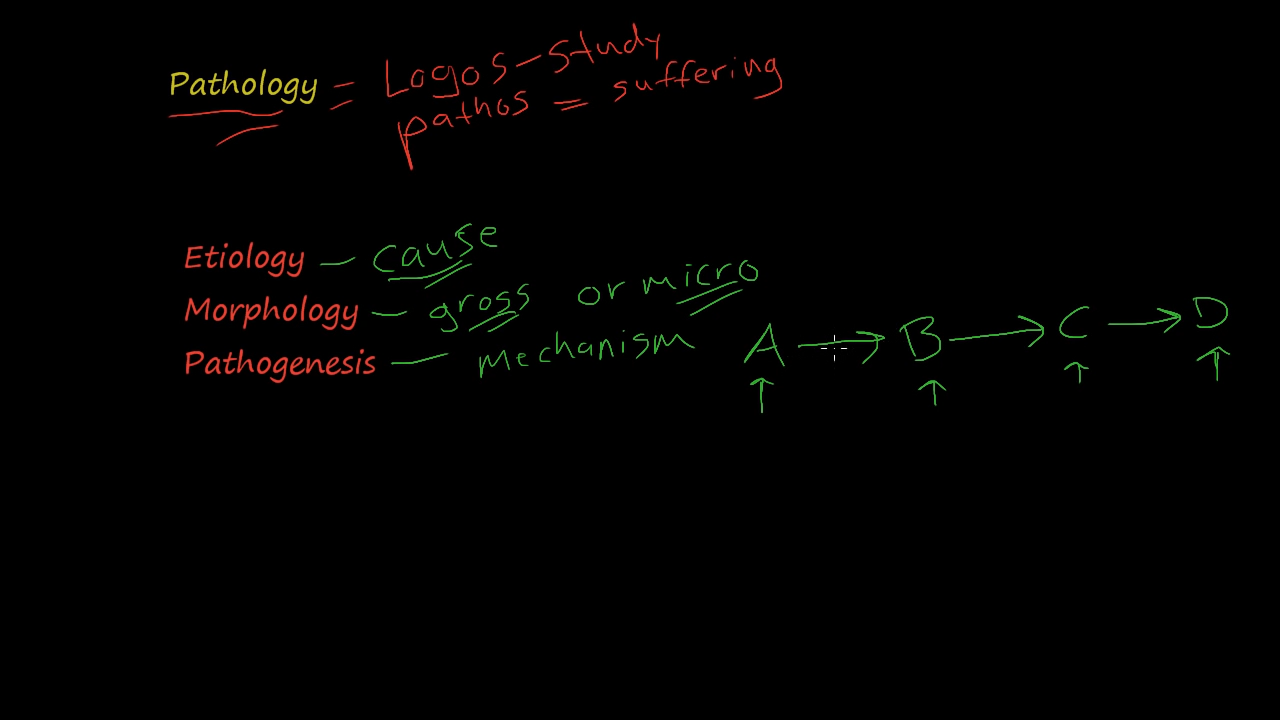 Pathology = Logos - Study
pathos = suffering
Etiology - cause
Morphology - gross or micro
Pathogenesis - mechanism A → B → C → D
↑ ↑ ↑ ↑